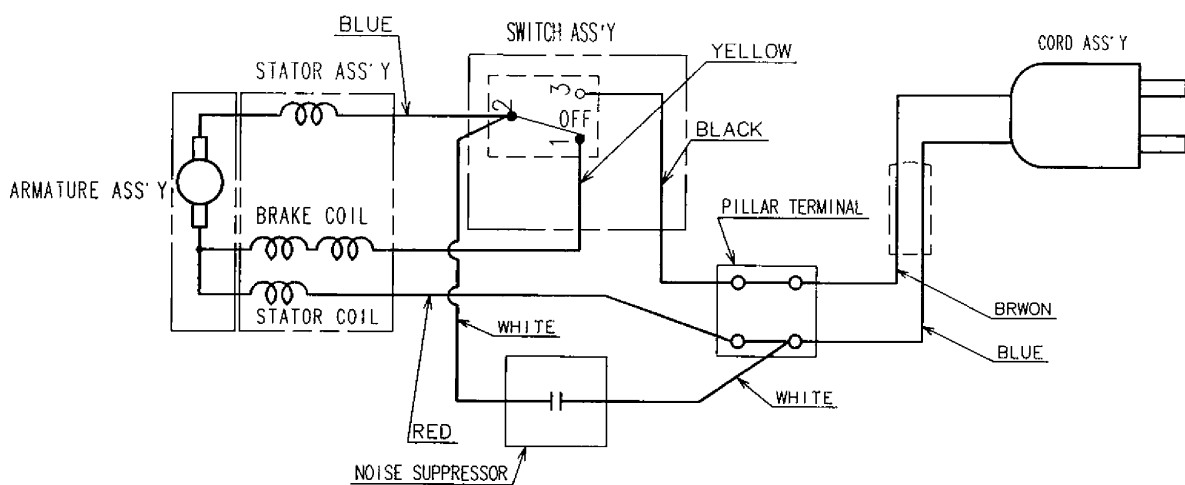 BLUE
SWITCH ASS'Y
YELLOW
CORD ASS'Y
STATOR ASS'Y
2
3
OFF
1
BLACK
ARMATURE ASS'Y
BRAKE COIL
PILLAR TERMINAL
STATOR COIL
WHITE
BRWON
BLUE
WHITE
RED
NOISE SUPPRESSOR